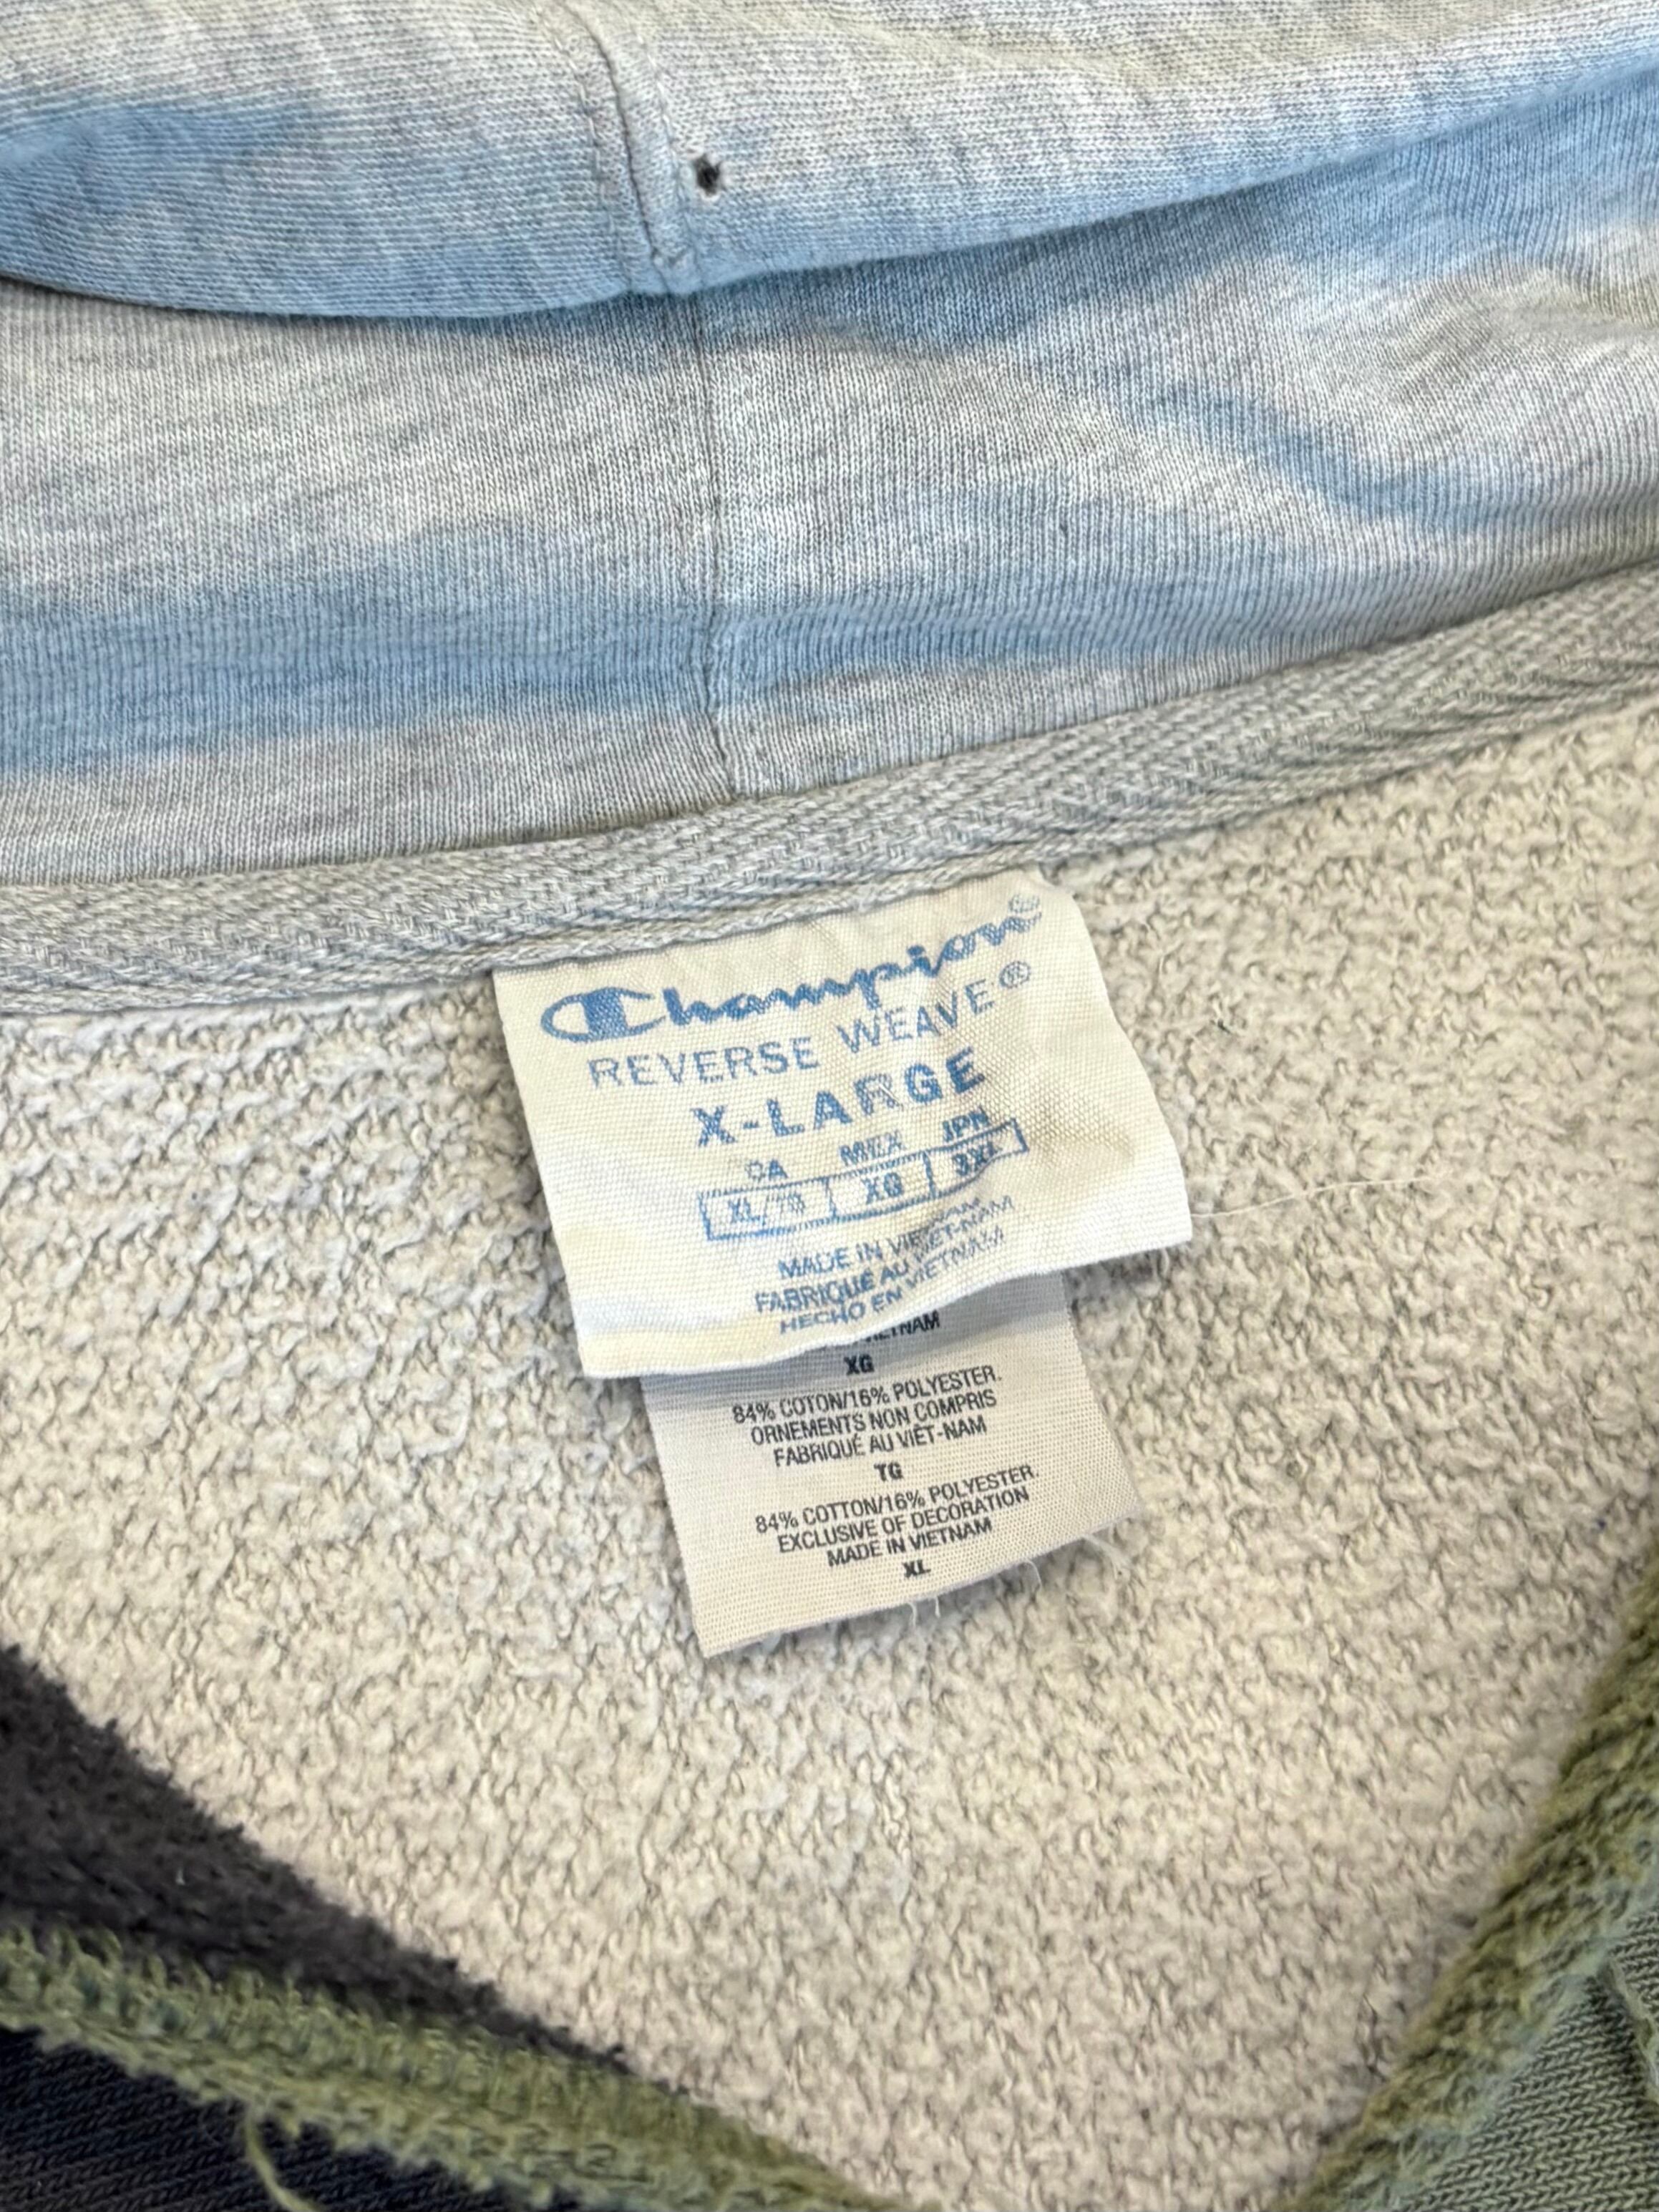 Champion®
REVERSE WEAVE®
X-LARGE
CA MEX JPN
XL/TG XG 3XL
MADE IN VIETNAM
FABRIQUÉ AU VIET-NAM
HECHO EN VIETNAM
VIETNAM
XG
84% COTON/16% POLYESTER.
ORNEMENTS NON COMPRIS
FABRIQUÉ AU VIÊT-NAM
TG
84% COTTON/16% POLYESTER.
EXCLUSIVE OF DECORATION
MADE IN VIETNAM
XL